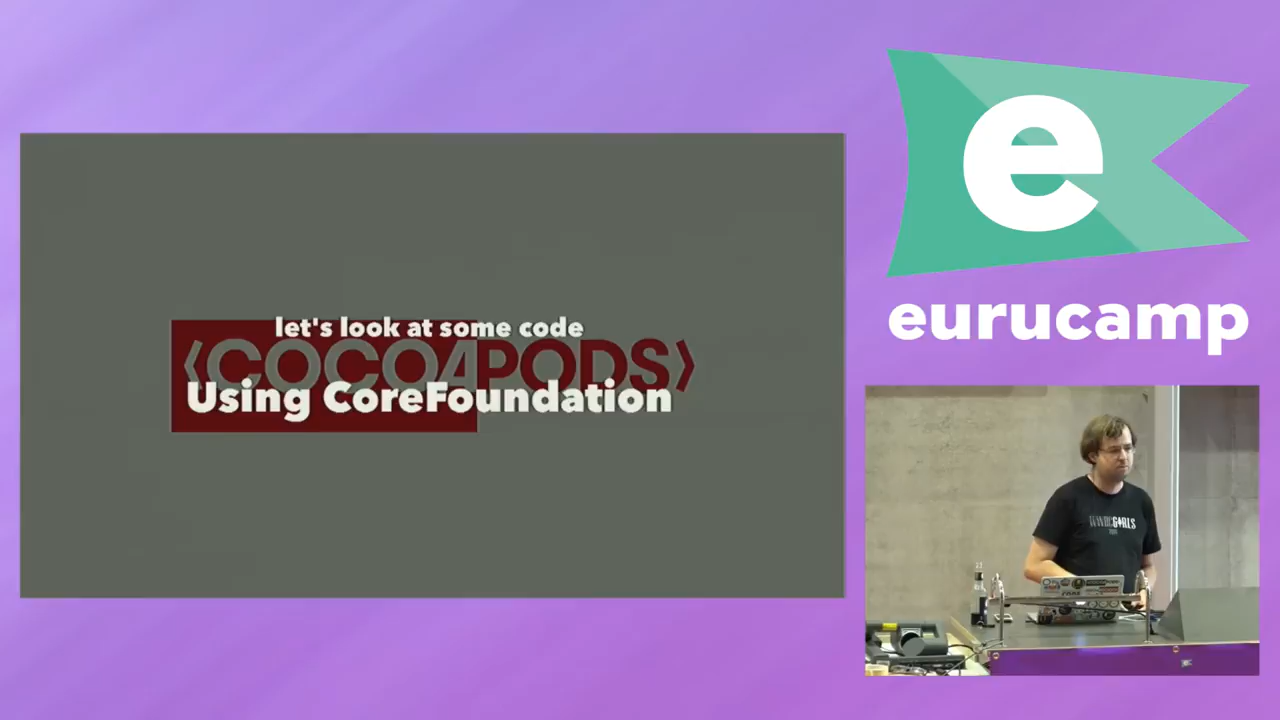 let's look at some code
〈COCOAPODS〉
Using CoreFoundation
e
eurucamp